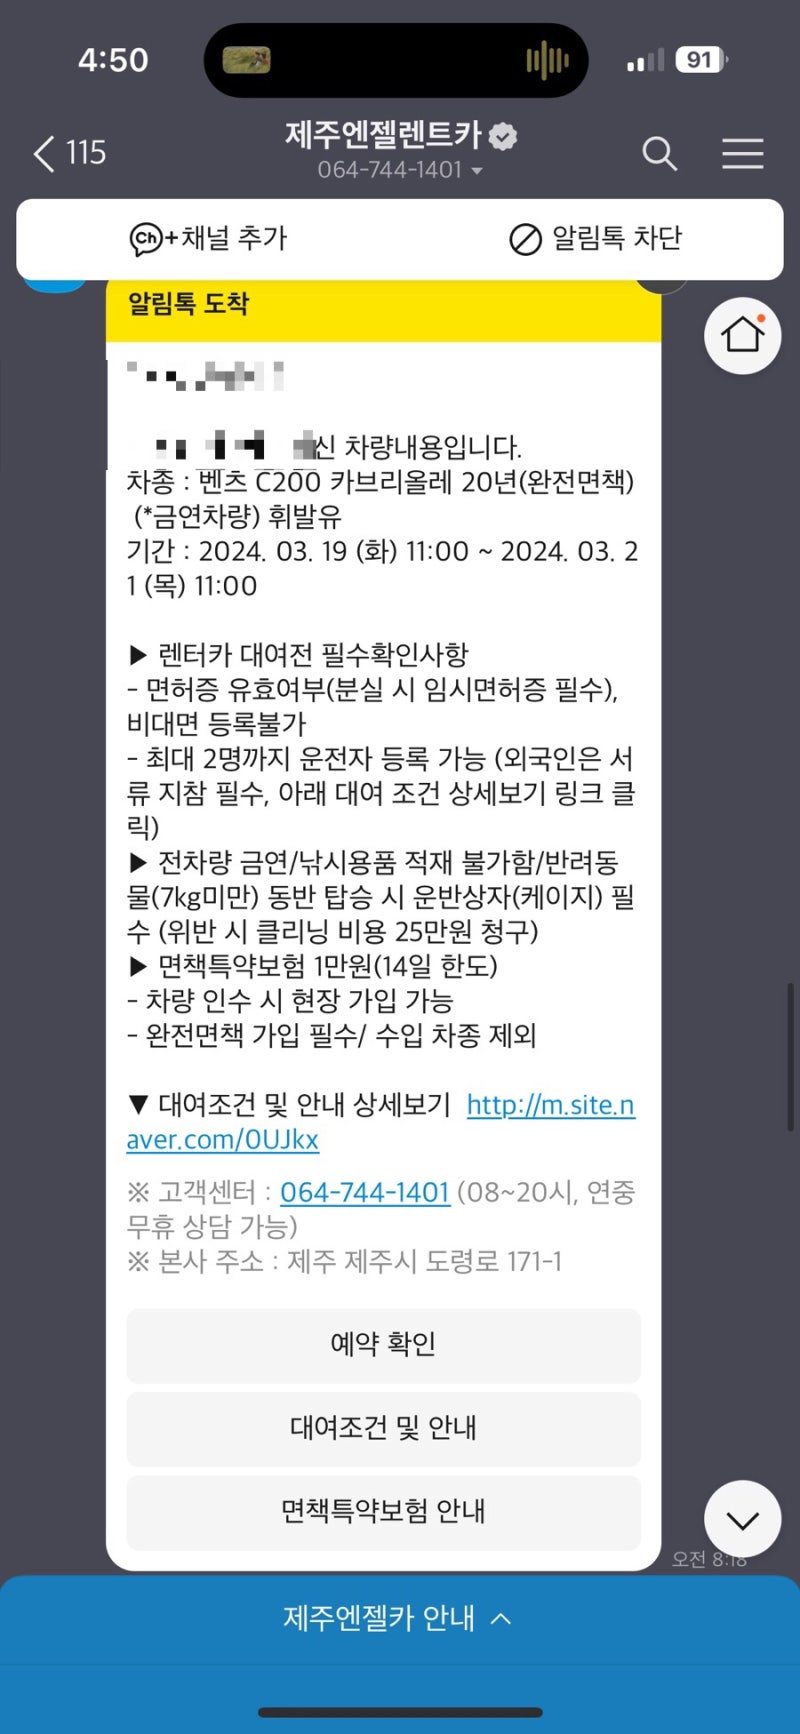 4:50
91
115
제주엔젤렌트카
064-744-1401
Ch+채널 추가
알림톡 차단
알림톡 도착
신 차량내용입니다.
차종 : 벤츠 C200 카브리올레 20년(완전면책)
(*금연차량) 휘발유
기간 : 2024. 03. 19 (화) 11:00 ~ 2024. 03. 2
1 (목) 11:00
▶ 렌터카 대여전 필수확인사항
- 면허증 유효여부(분실 시 임시면허증 필수),
비대면 등록불가
- 최대 2명까지 운전자 등록 가능 (외국인은 서
류 지참 필수, 아래 대여 조건 상세보기 링크 클
릭)
▶ 전차량 금연/낚시용품 적재 불가함/반려동
물(7kg미만) 동반 탑승 시 운반상자(케이지) 필
수 (위반 시 클리닝 비용 25만원 청구)
▶ 면책특약보험 1만원(14일 한도)
- 차량 인수 시 현장 가입 가능
- 완전면책 가입 필수/ 수입 차종 제외
▼ 대여조건 및 안내 상세보기 http://m.site.n
aver.com/0UJkx
※ 고객센터 : 064-744-1401 (08~20시, 연중
무휴 상담 가능)
※ 본사 주소 : 제주 제주시 도령로 171-1
예약 확인
대여조건 및 안내
면책특약보험 안내
오전 8:18
제주엔젤카 안내